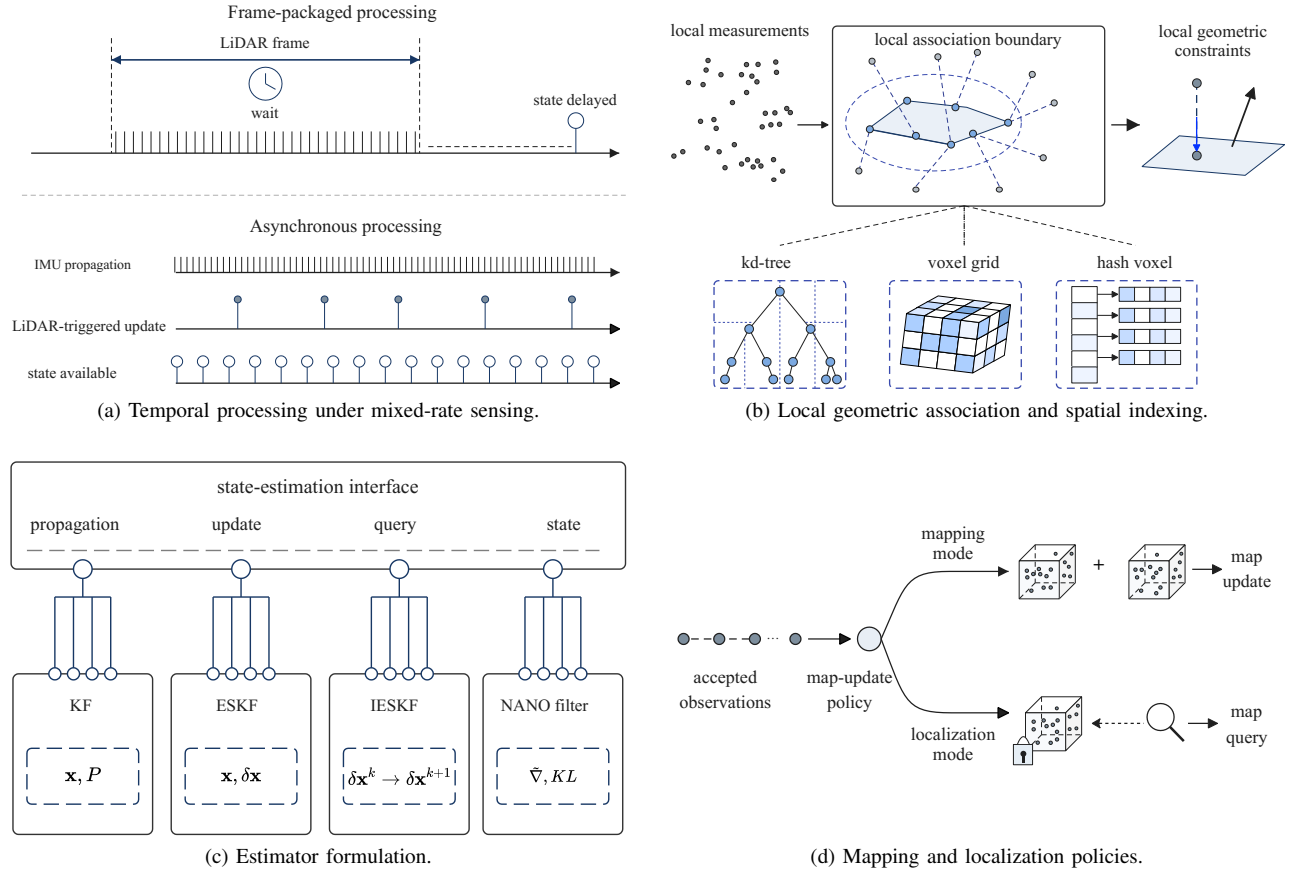 Frame-packaged processing
LiDAR frame
wait
state delayed
Asynchronous processing
IMU propagation
LiDAR-triggered update
state available
(a) Temporal processing under mixed-rate sensing.
local measurements
local association boundary
local geometric
constraints
kd-tree
voxel grid
hash voxel
(b) Local geometric association and spatial indexing.
state-estimation interface
propagation update query state
KF ESKF IESKF NANO filter
x, P
x, δx
δx^k → δx^{k+1}
∇̃, KL
(c) Estimator formulation.
mapping
mode
+
map
update
...
accepted
observations
map-update
policy
localization
mode
map
query
(d) Mapping and localization policies.